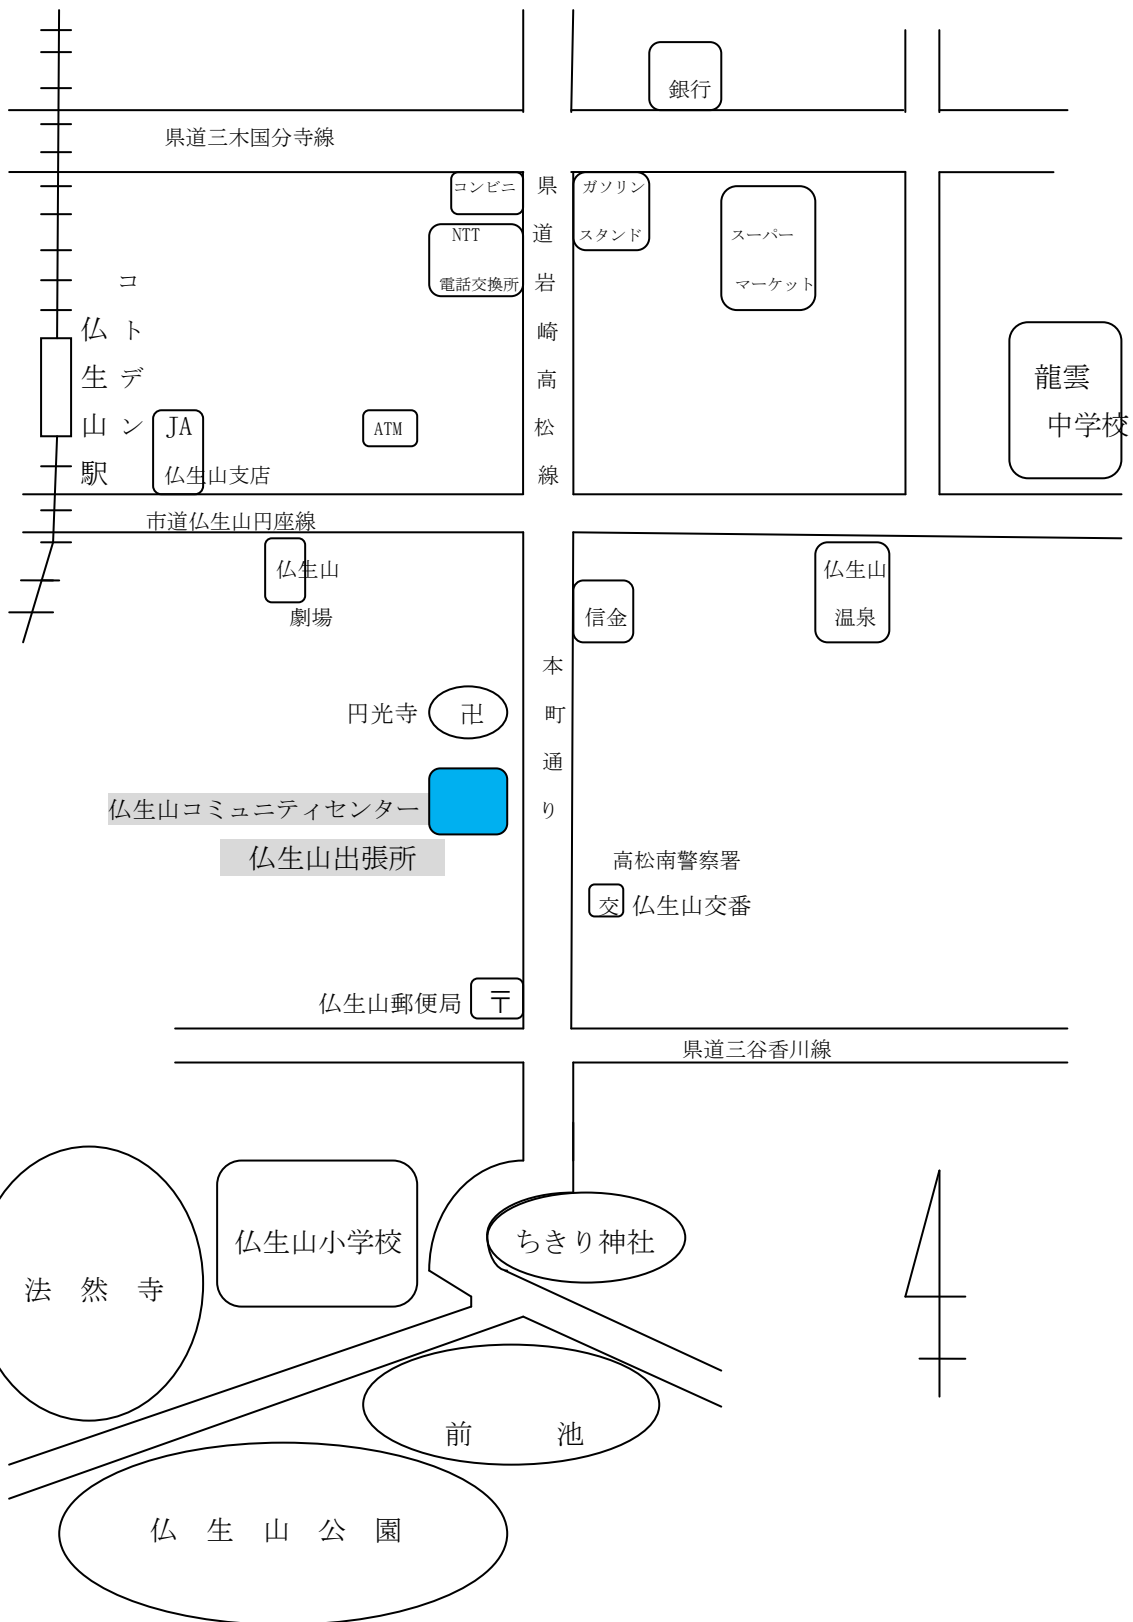 銀行
県道三木国分寺線
コンビニ
県道岩崎高松線
ガソリン
スタンド
NTT
電話交換所
スーパー
マーケット
コトデン
仏生山駅
龍雲
中学校
JA
仏生山支店
ATM
市道仏生山円座線
仏生山
劇場
信金
仏生山
温泉
本町通り
円光寺
卍
仏生山コミュニティセンター
仏生山出張所
高松南警察署
交 仏生山交番
仏生山郵便局 〒
県道三谷香川線
仏生山小学校
ちきり神社
法 然 寺
前 池
仏 生 山 公 園